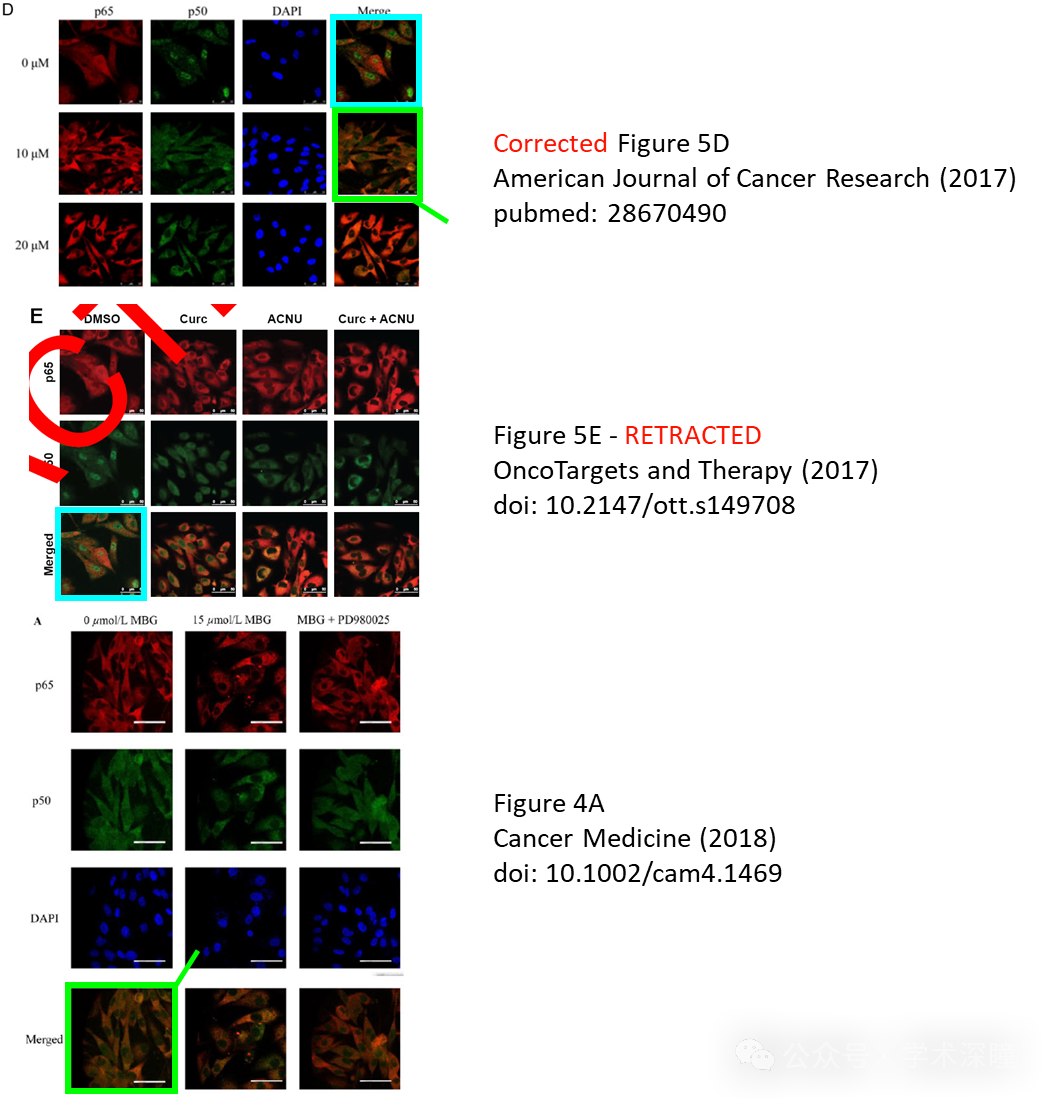 D
p65 p50 DAPI Merge
0 μM
10 μM
20 μM
Corrected Figure 5D
American Journal of Cancer Research (2017)
pubmed: 28670490
E
DMSO Curc ACNU Curc + ACNU
p65
50
Merged
Figure 5E - RETRACTED
OncoTargets and Therapy (2017)
doi: 10.2147/ott.s149708
A
0 μmol/L MBG 15 μmol/L MBG MBG + PD980025
p65
p50
DAPI
Merged
Figure 4A
Cancer Medicine (2018)
doi: 10.1002/cam4.1469
公众号 学术深瞳